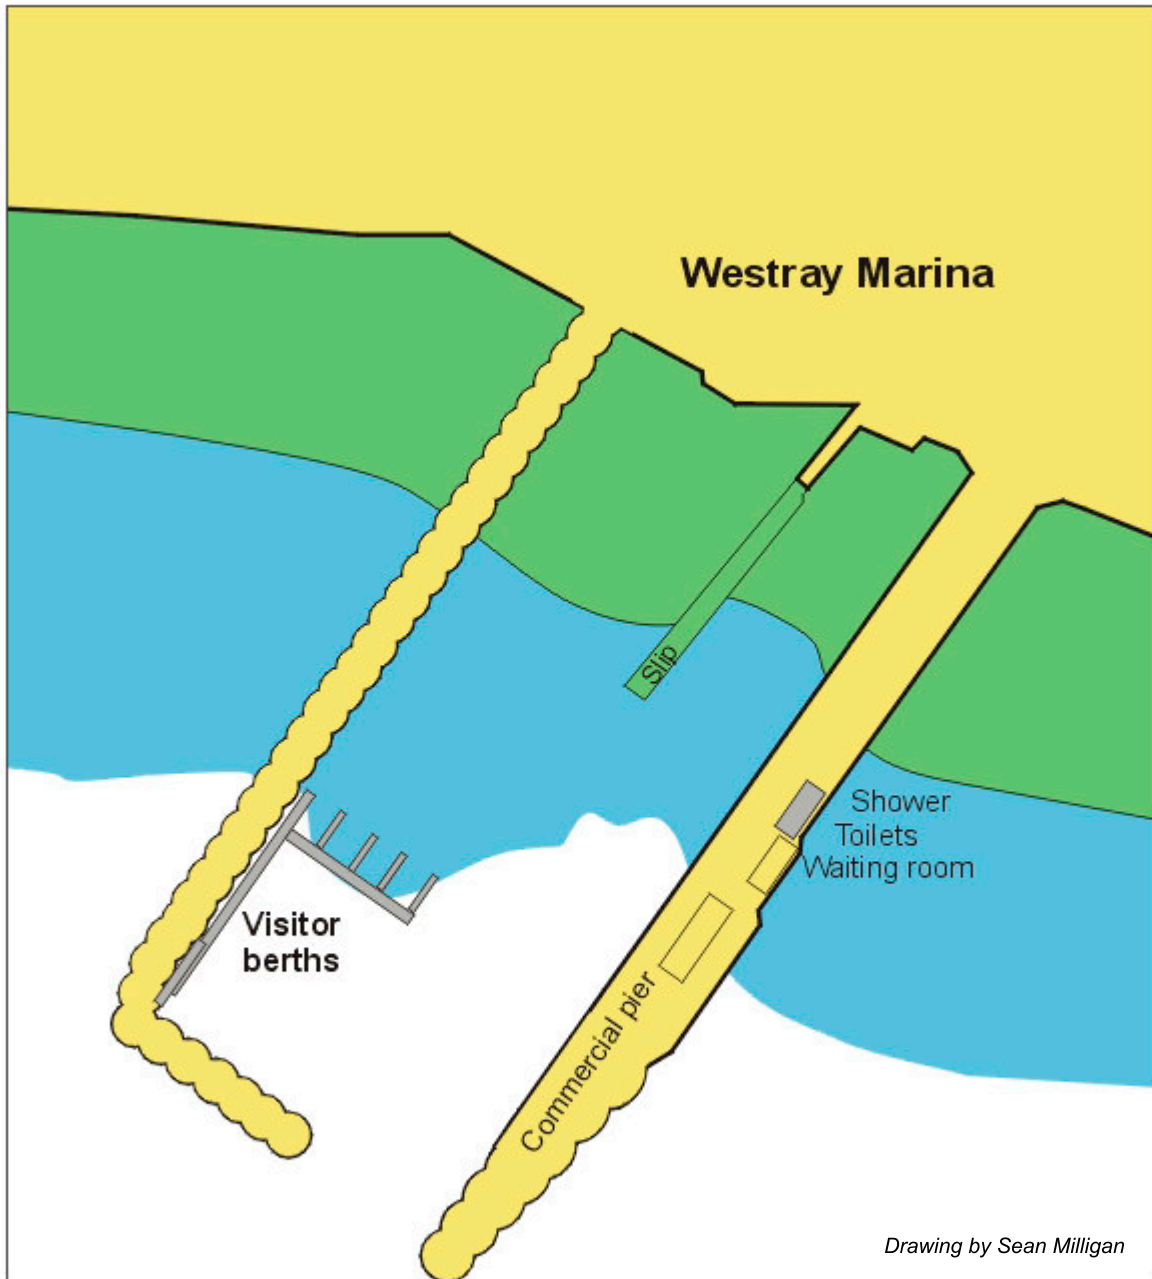 Westray Marina
Slip
Shower
Toilets
Waiting room
Visitor
berths
Commercial pier
Drawing by Sean Milligan